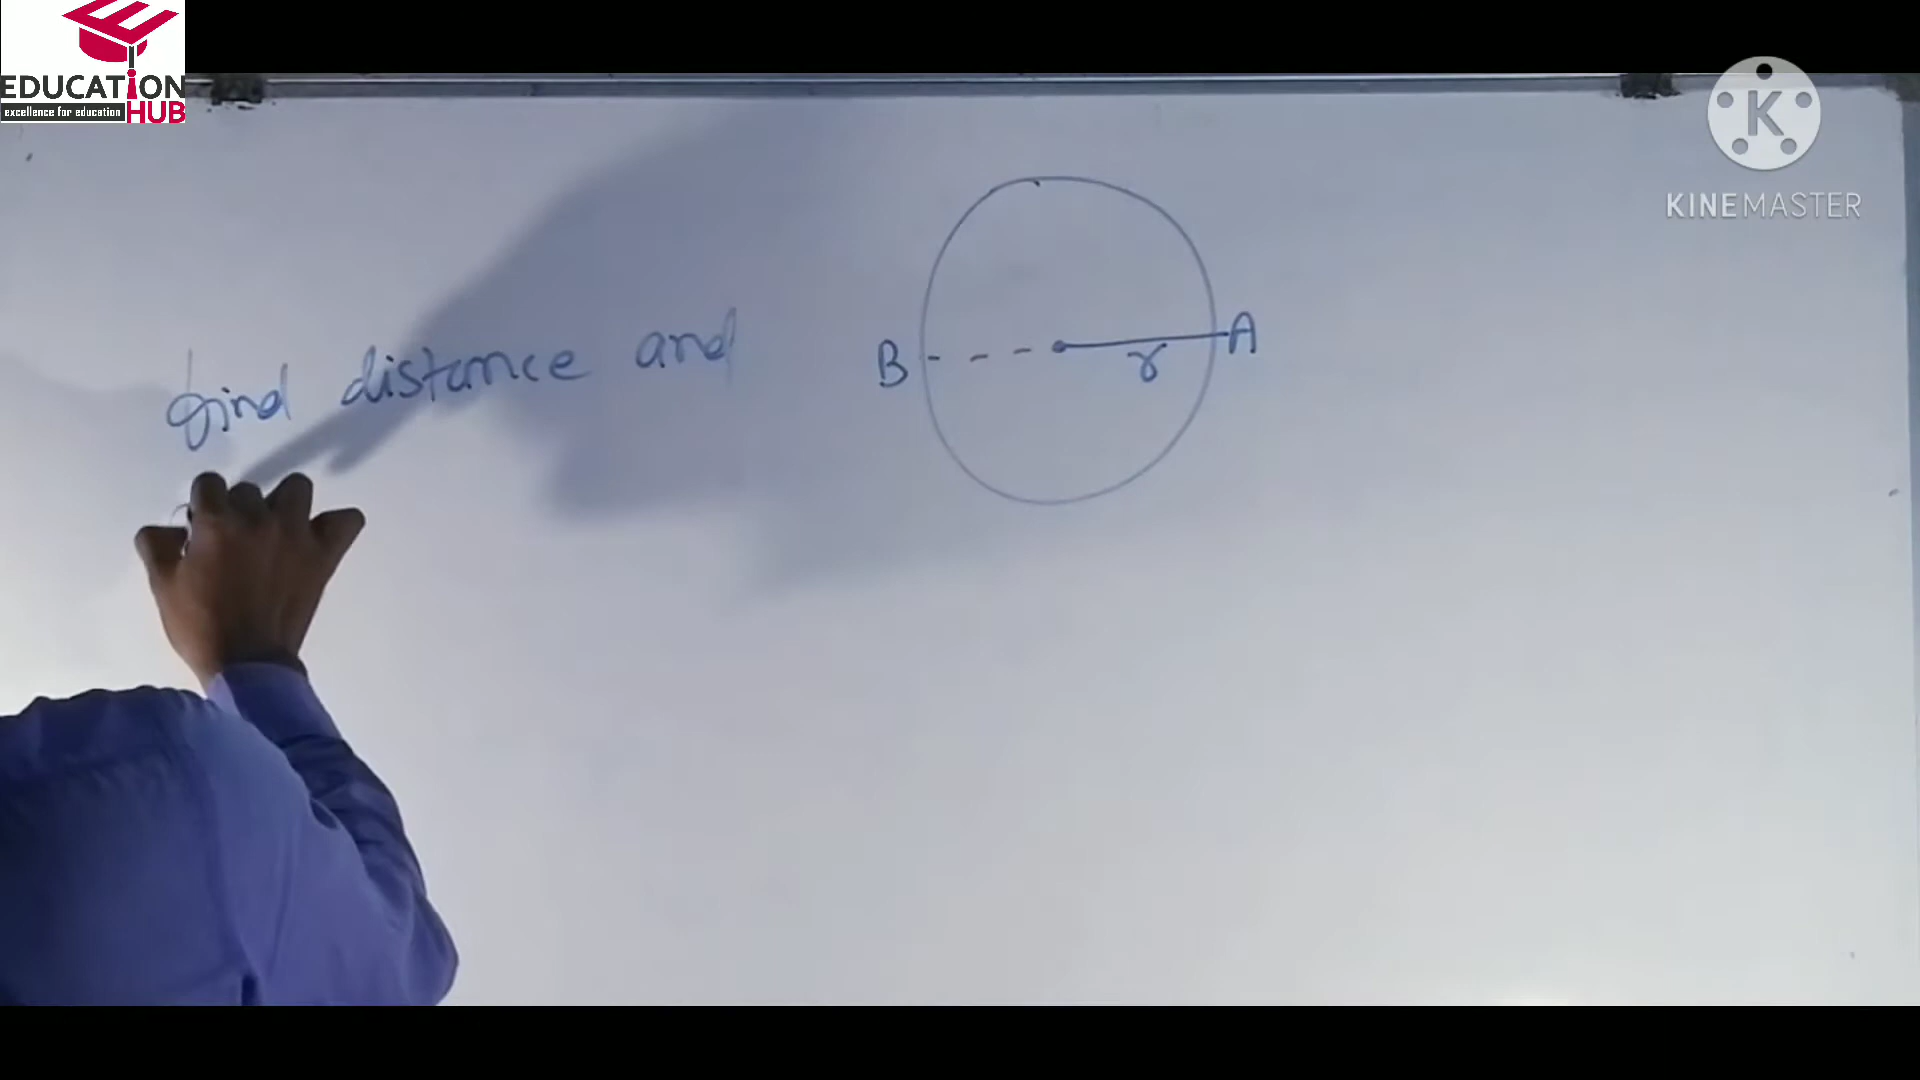 EDUCATION
excellence for education HUB
K
KINEMASTER
find distance and
B
r
A